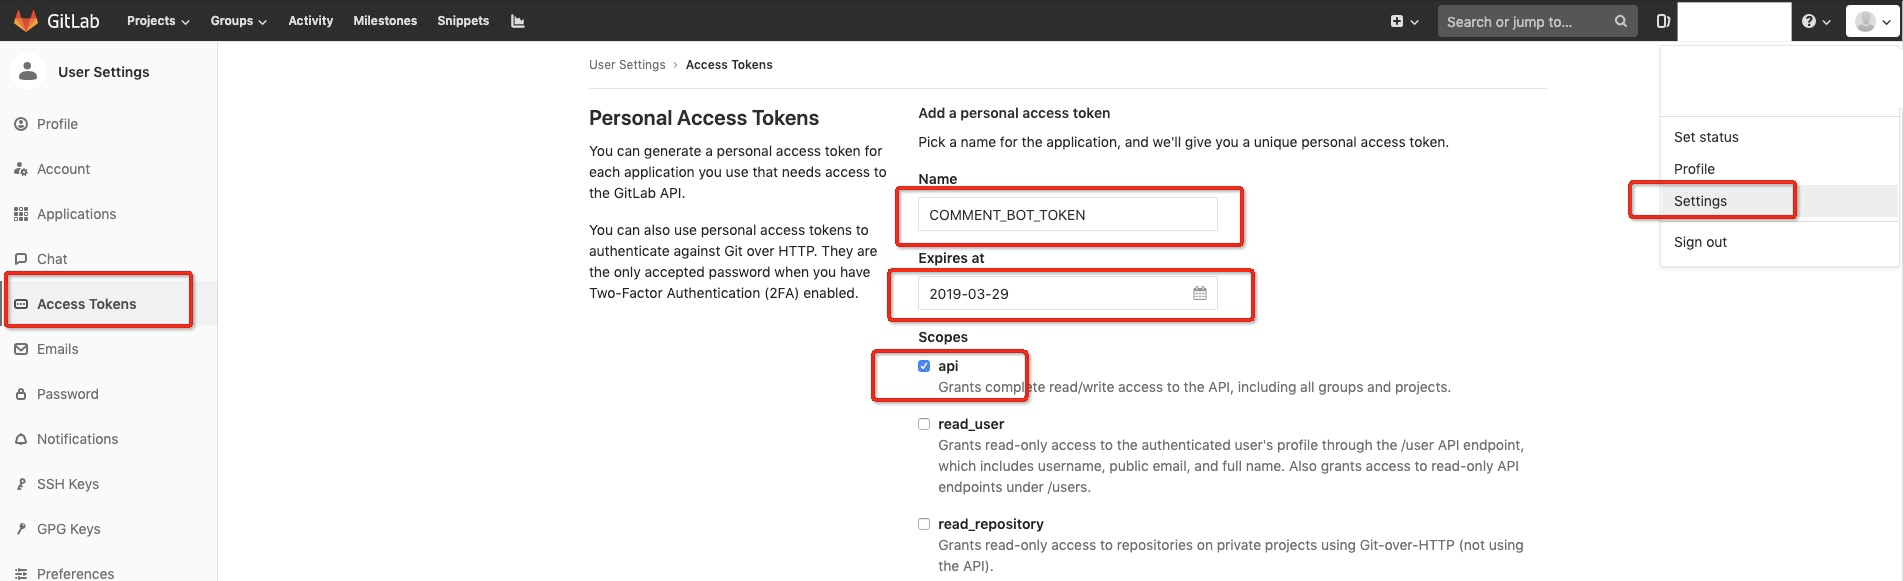 GitLab Projects Groups Activity Milestones Snippets Search or jump to...
User Settings
Profile
Account
Applications
Chat
Access Tokens
Emails
Password
Notifications
SSH Keys
GPG Keys
Preferences
User Settings › Access Tokens
Personal Access Tokens
You can generate a personal access token for
each application you use that needs access to
the GitLab API.
You can also use personal access tokens to
authenticate against Git over HTTP. They are
the only accepted password when you have
Two-Factor Authentication (2FA) enabled.
Add a personal access token
Pick a name for the application, and we'll give you a unique personal access token.
Name
COMMENT_BOT_TOKEN
Expires at
2019-03-29
Scopes
api
Grants complete read/write access to the API, including all groups and projects.
read_user
Grants read-only access to the authenticated user's profile through the /user API endpoint,
which includes username, public email, and full name. Also grants access to read-only API
endpoints under /users.
read_repository
Grants read-only access to repositories on private projects using Git-over-HTTP (not using
the API).
Set status
Profile
Settings
Sign out